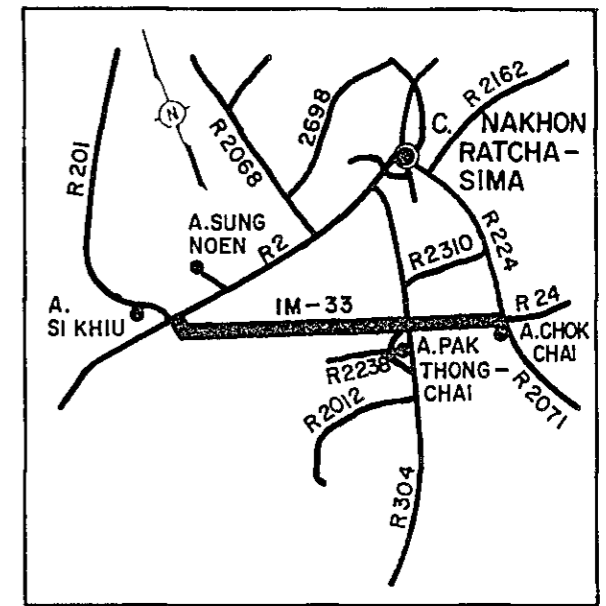 N
R201
R2068
2698
R2162
C. NAKHON
RATCHA-
SIMA
A.SUNG
NOEN
R2
R2310
R224
A.
SI KHIU
IM-33
R24
A.CHOK
CHAI
R2238
A.PAK
THONG-
CHAI
R2012
R2071
R304